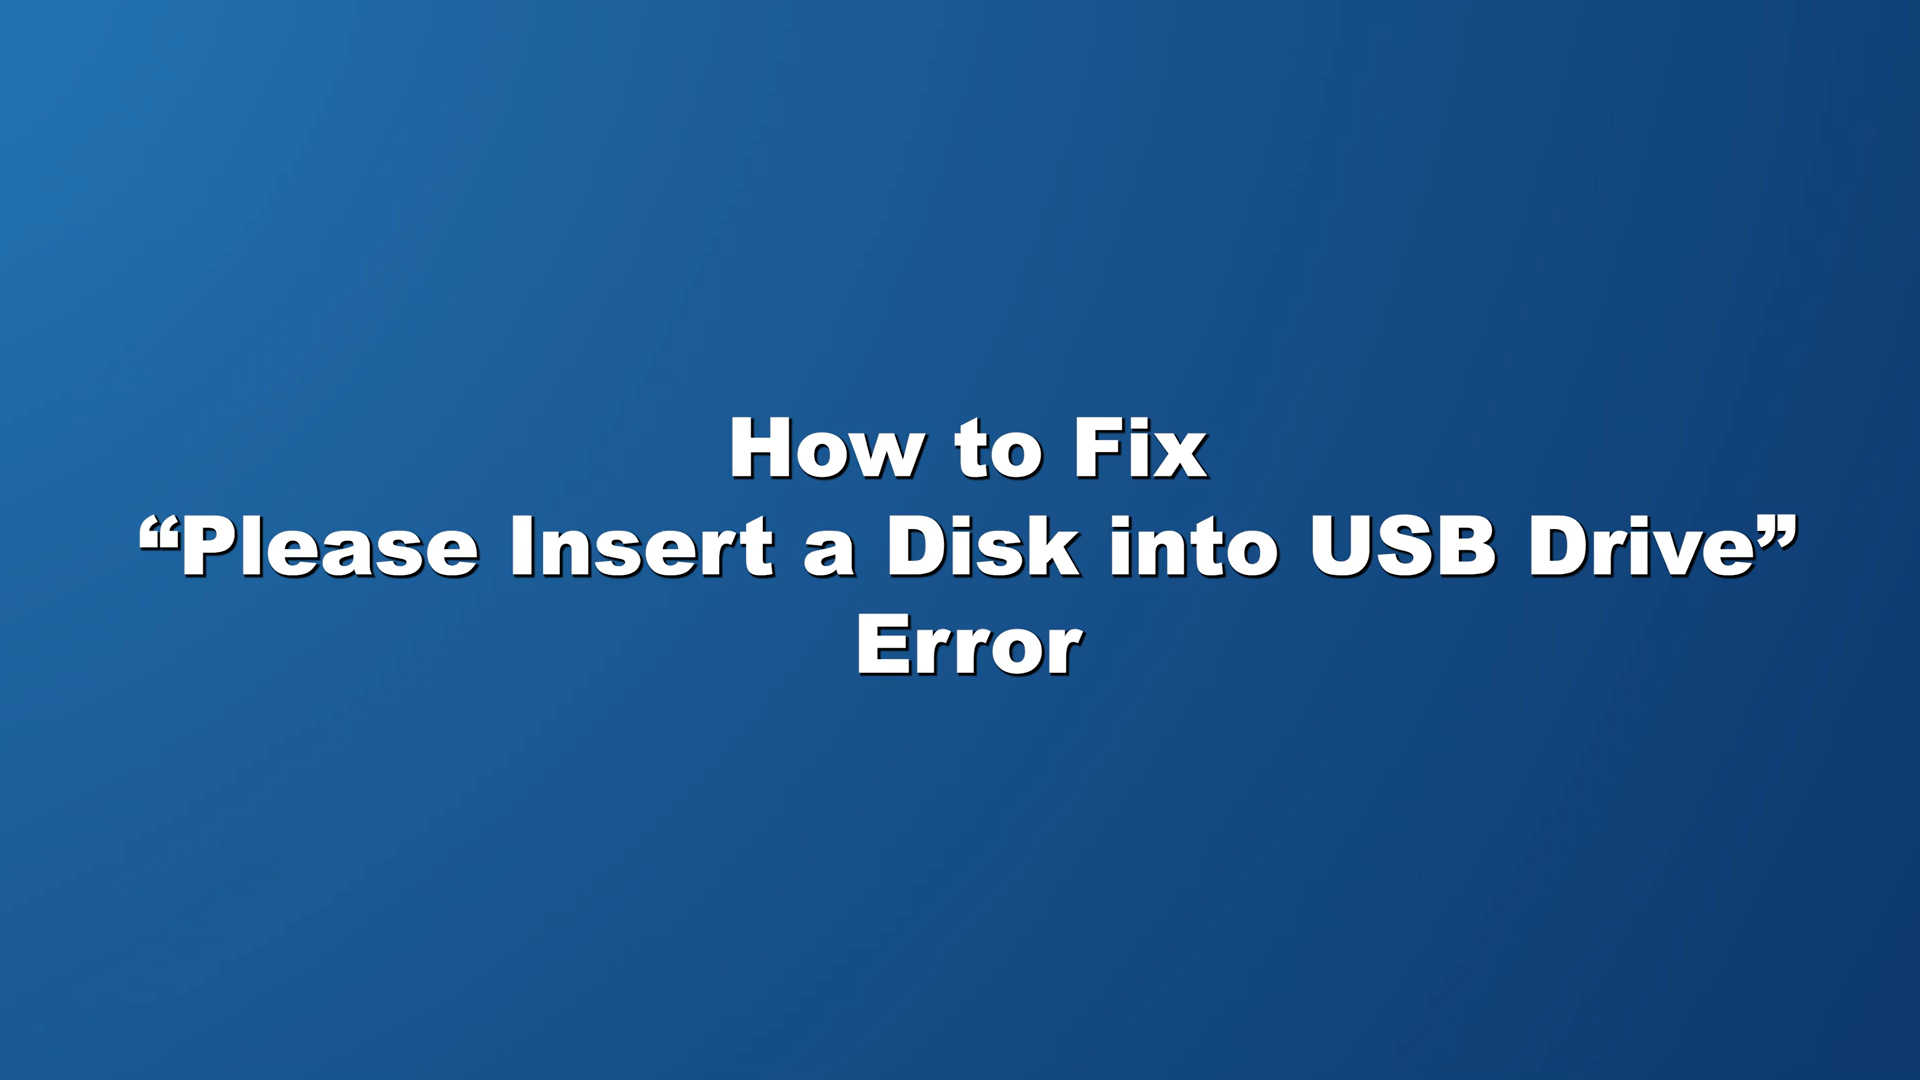 How to Fix
“Please Insert a Disk into USB Drive”
Error